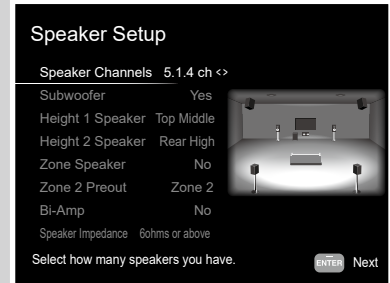 Speaker Setup
Speaker Channels 5.1.4 ch <>
Subwoofer Yes
Height 1 Speaker Top Middle
Height 2 Speaker Rear High
Zone Speaker No
Zone 2 Preout Zone 2
Bi-Amp No
Speaker Impedance 6ohms or above
Select how many speakers you have.
ENTER Next